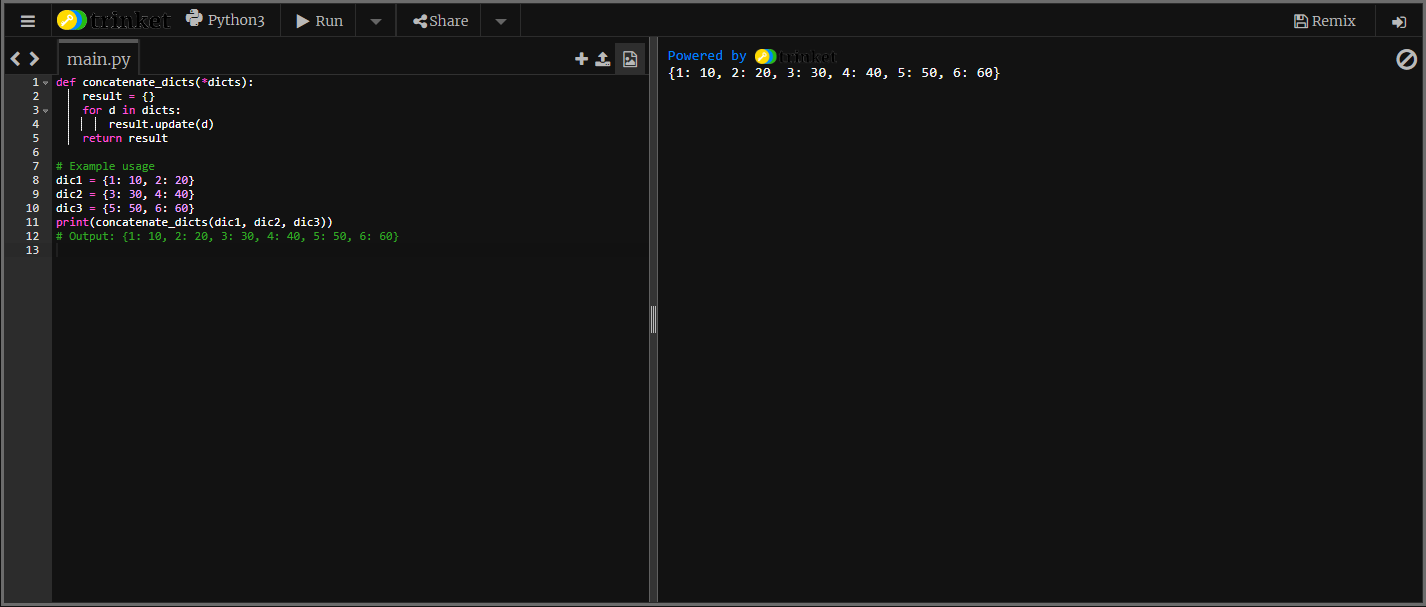 trinket Python3 Run Share Remix
main.py
1 def concatenate_dicts(*dicts):
2     result = {}
3     for d in dicts:
4         result.update(d)
5     return result
6
7 # Example usage
8 dic1 = {1: 10, 2: 20}
9 dic2 = {3: 30, 4: 40}
10 dic3 = {5: 50, 6: 60}
11 print(concatenate_dicts(dic1, dic2, dic3))
12 # Output: {1: 10, 2: 20, 3: 30, 4: 40, 5: 50, 6: 60}
13
Powered by trinket
{1: 10, 2: 20, 3: 30, 4: 40, 5: 50, 6: 60}